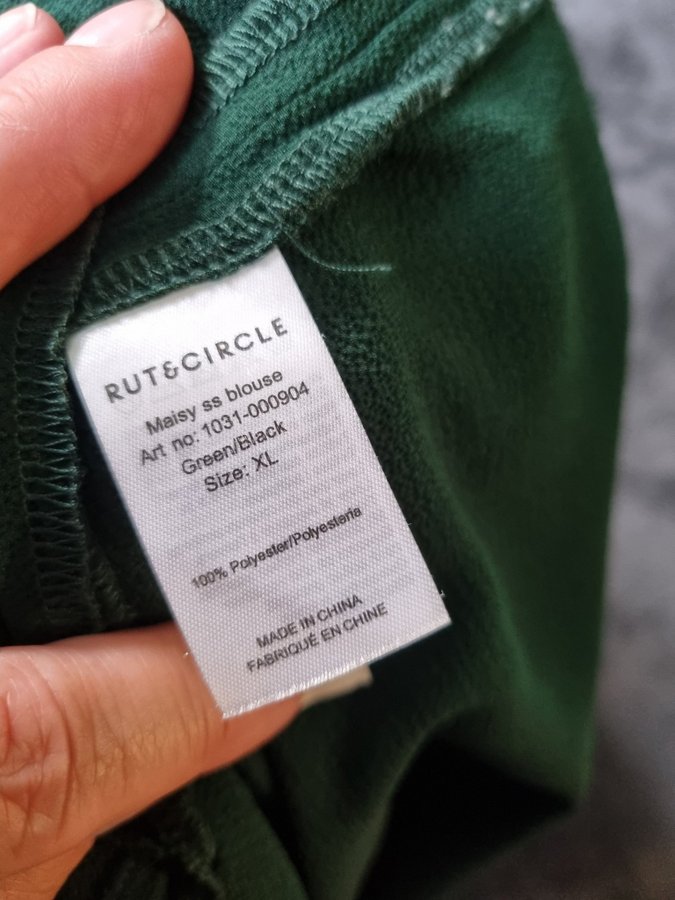 RUT&CIRCLE
Maisy ss blouse
Art no: 1031-000904
Green/Black
Size: XL
100% Polyester/Polyesteria
MADE IN CHINA
FABRIQUÉ EN CHINE